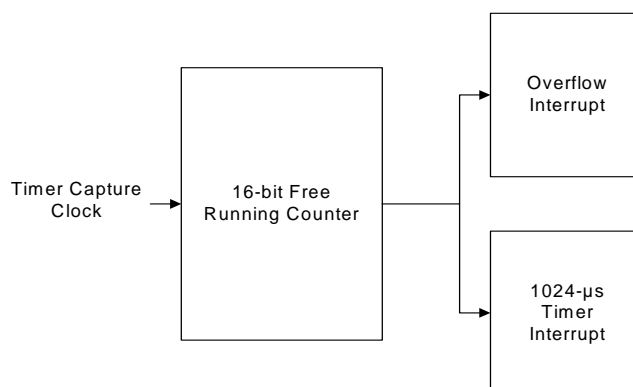 Overflow
Interrupt
Timer Capture
Clock
16-bit Free
Running Counter
1024-µs
Timer
Interrupt